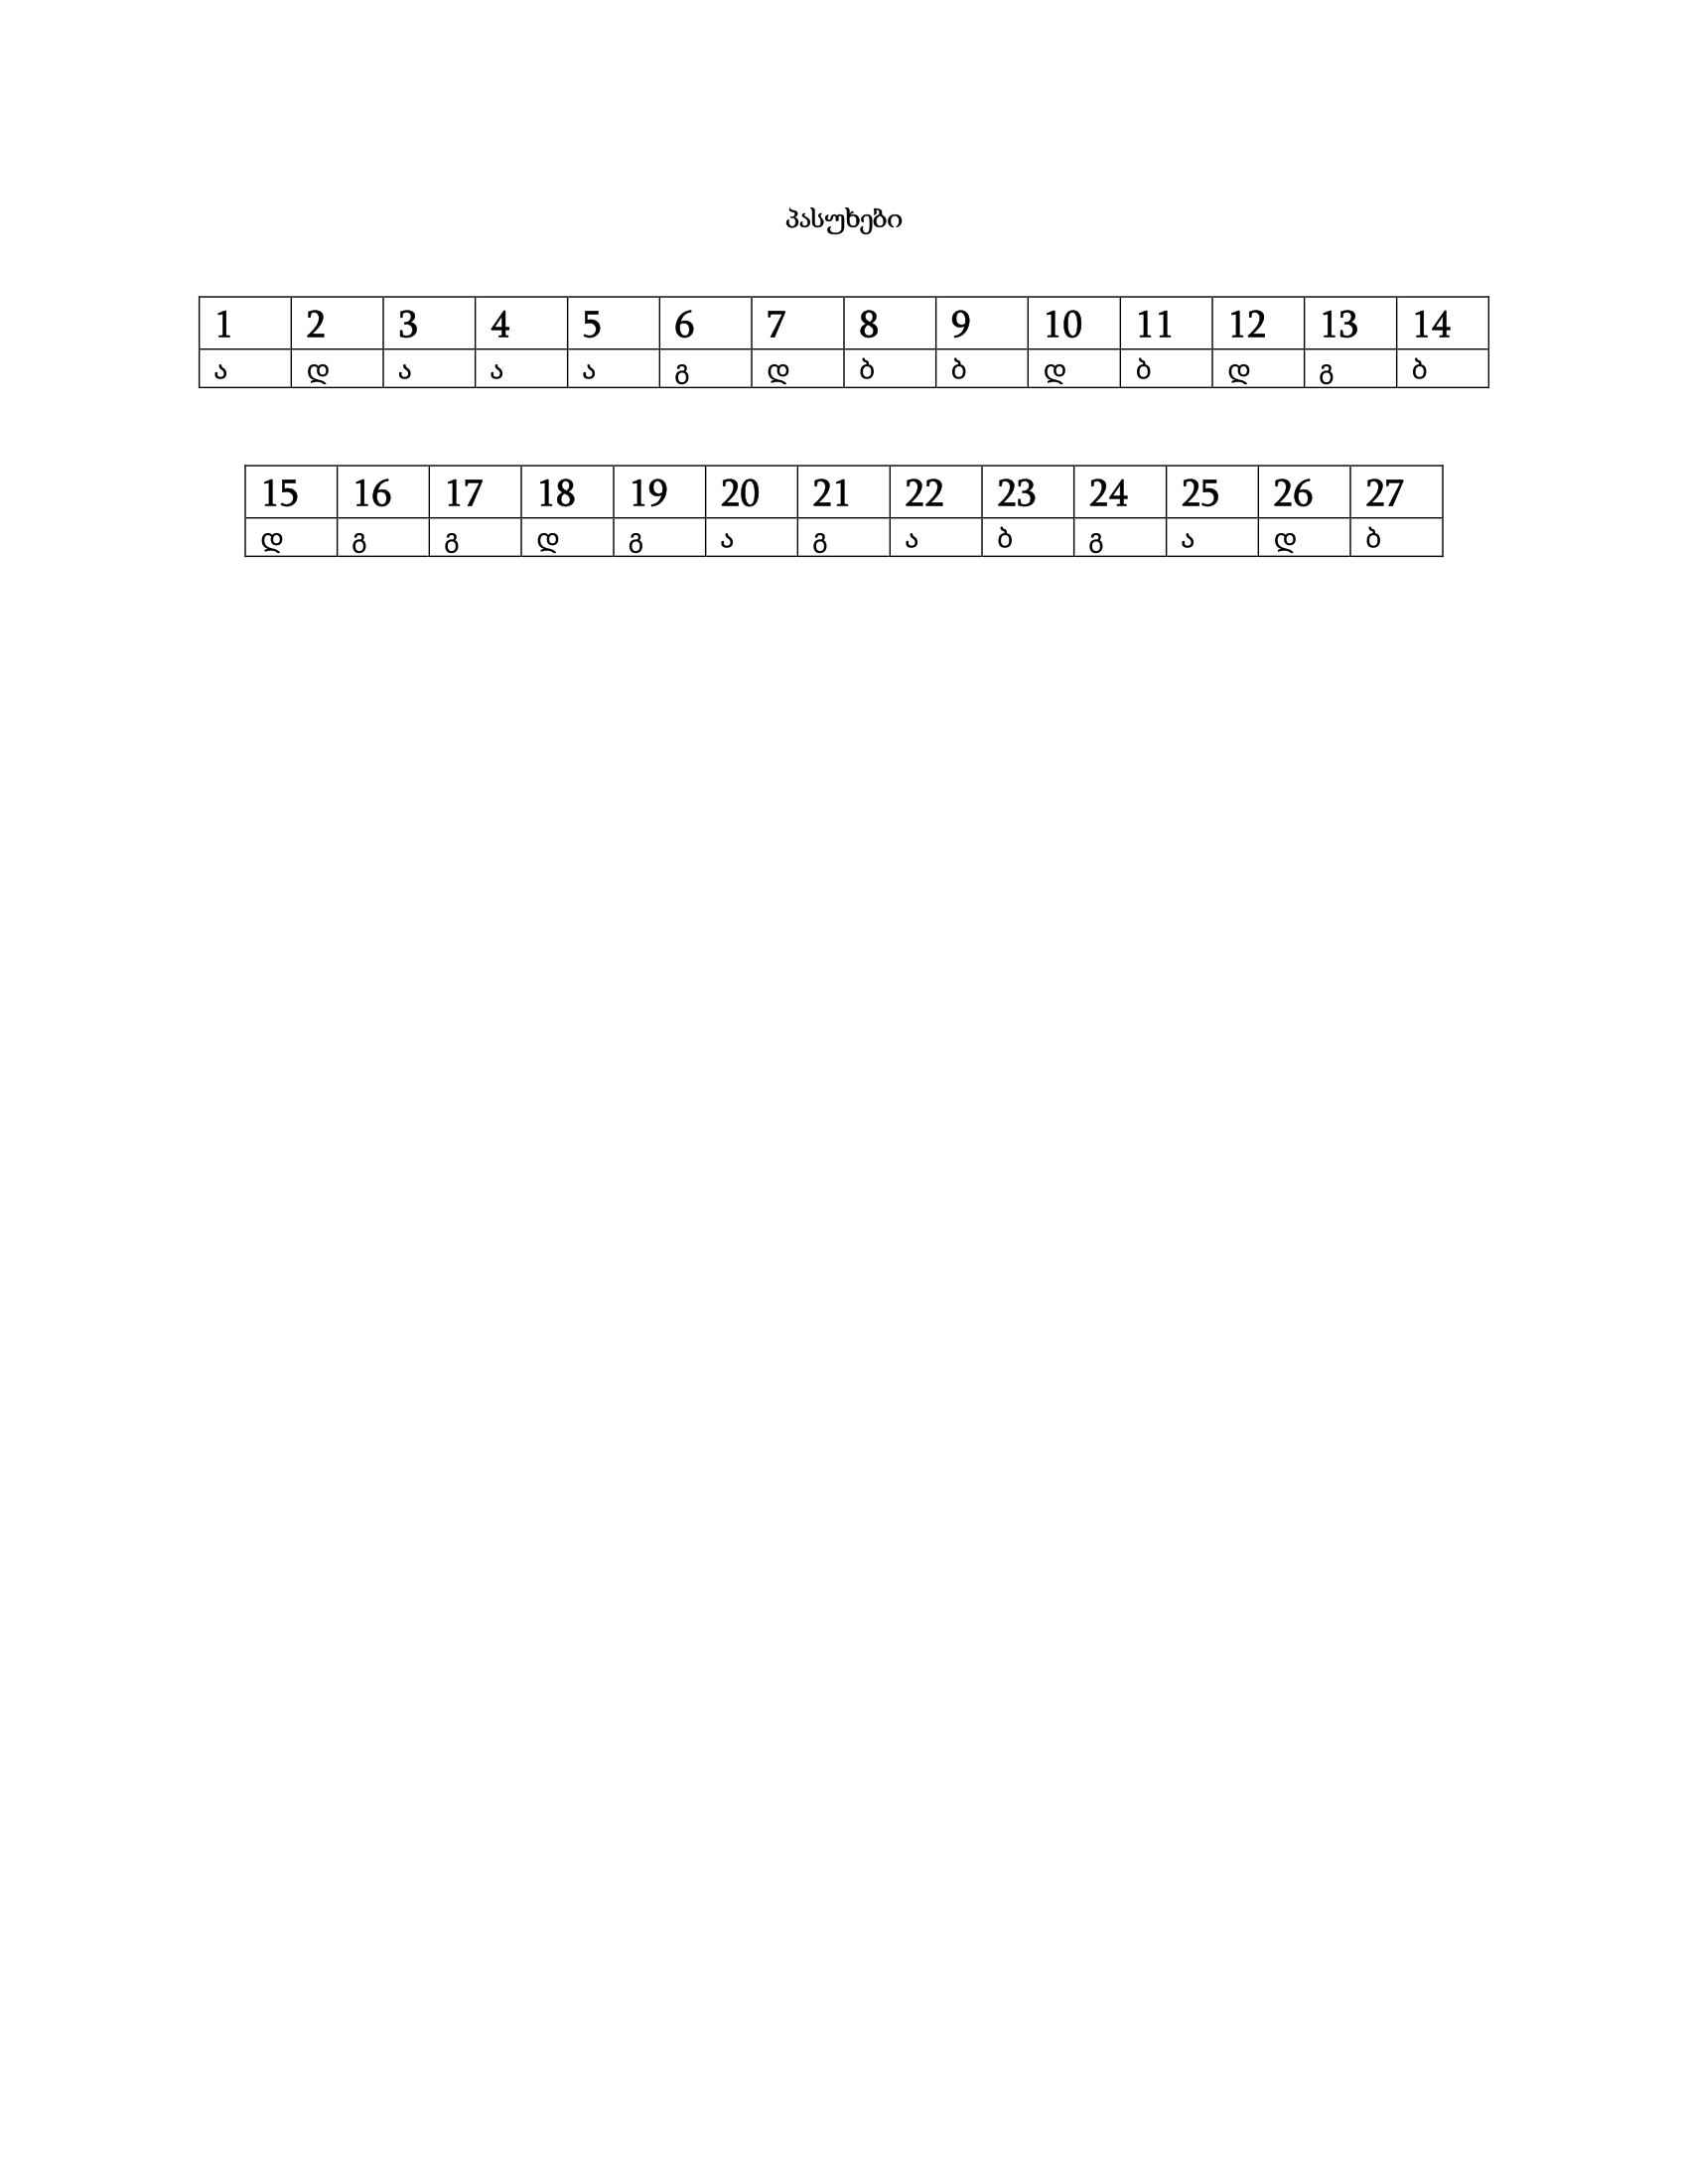 პასუხები
1 2 3 4 5 6 7 8 9 10 11 12 13 14
ა დ ა ა ა გ დ ბ ბ დ ბ დ გ ბ
15 16 17 18 19 20 21 22 23 24 25 26 27
დ გ გ დ გ ა გ ა ბ გ ა დ ბ